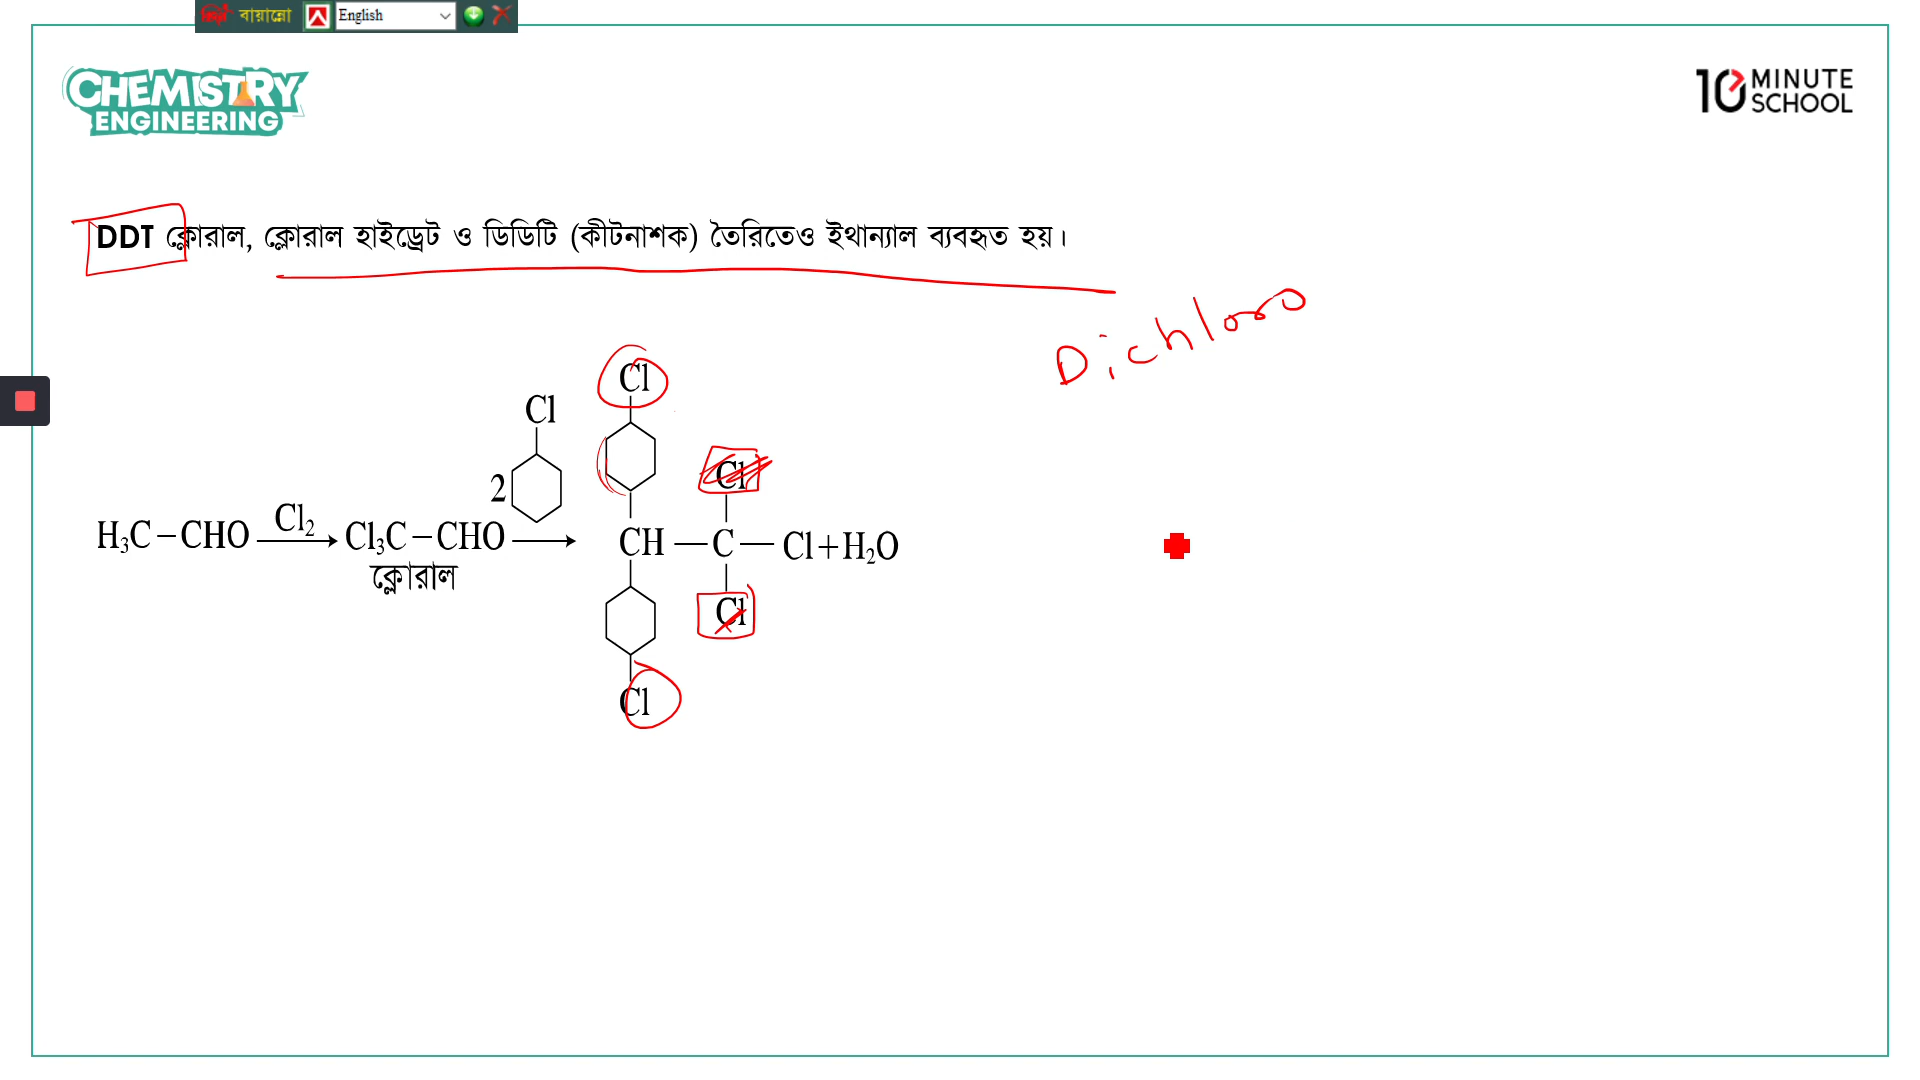 বায়ান্নো English
CHEMISTRY
ENGINEERING
10 MINUTE
SCHOOL
DDT ক্লোরাল, ক্লোরাল হাইড্রেট ও ডিডিটি (কীটনাশক) তৈরিতেও ইথান্যাল ব্যবহৃত হয়।
Dichloro
Cl
Cl
Cl
2
H₃C−CHO Cl₂ Cl₃C−CHO CH—C—Cl+H₂O
ক্লোরাল
Cl
Cl